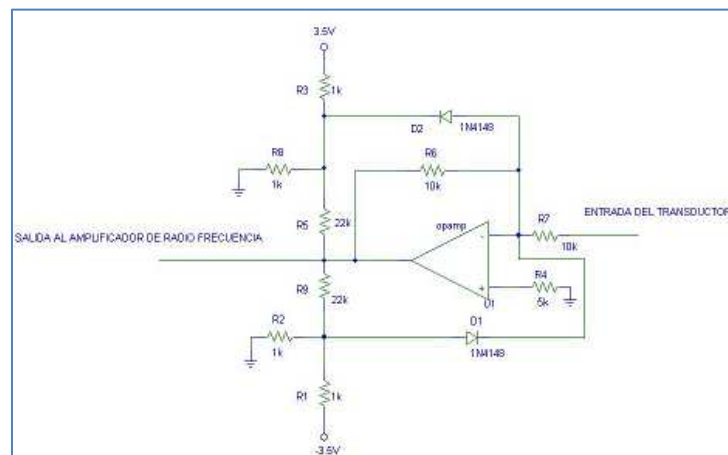 3.5V
R3
1k
D2
1N4148
R8
1k
R6
10k
R5
22k
opamp
R7
10k
ENTRADA DEL TRANSDUCTOR
SALIDA AL AMPLIFICADOR DE RADIO FRECUENCIA
-
+
U1
R4
5k
R9
22k
R2
1k
D1
1N4148
R1
1k
-3.5V